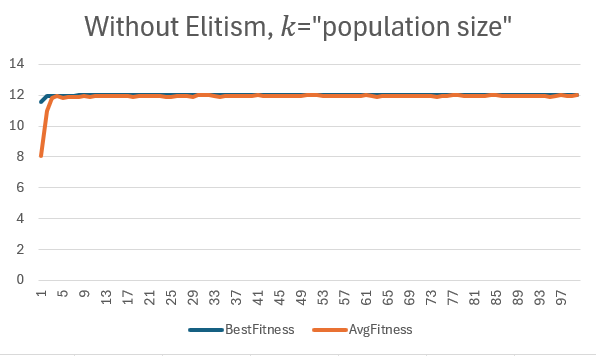 Without Elitism, k="population size"
14
12
10
8
6
4
2
0
1 5 9 13 17 21 25 29 33 37 41 45 49 53 57 61 65 69 73 77 81 85 89 93 97
BestFitness AvgFitness